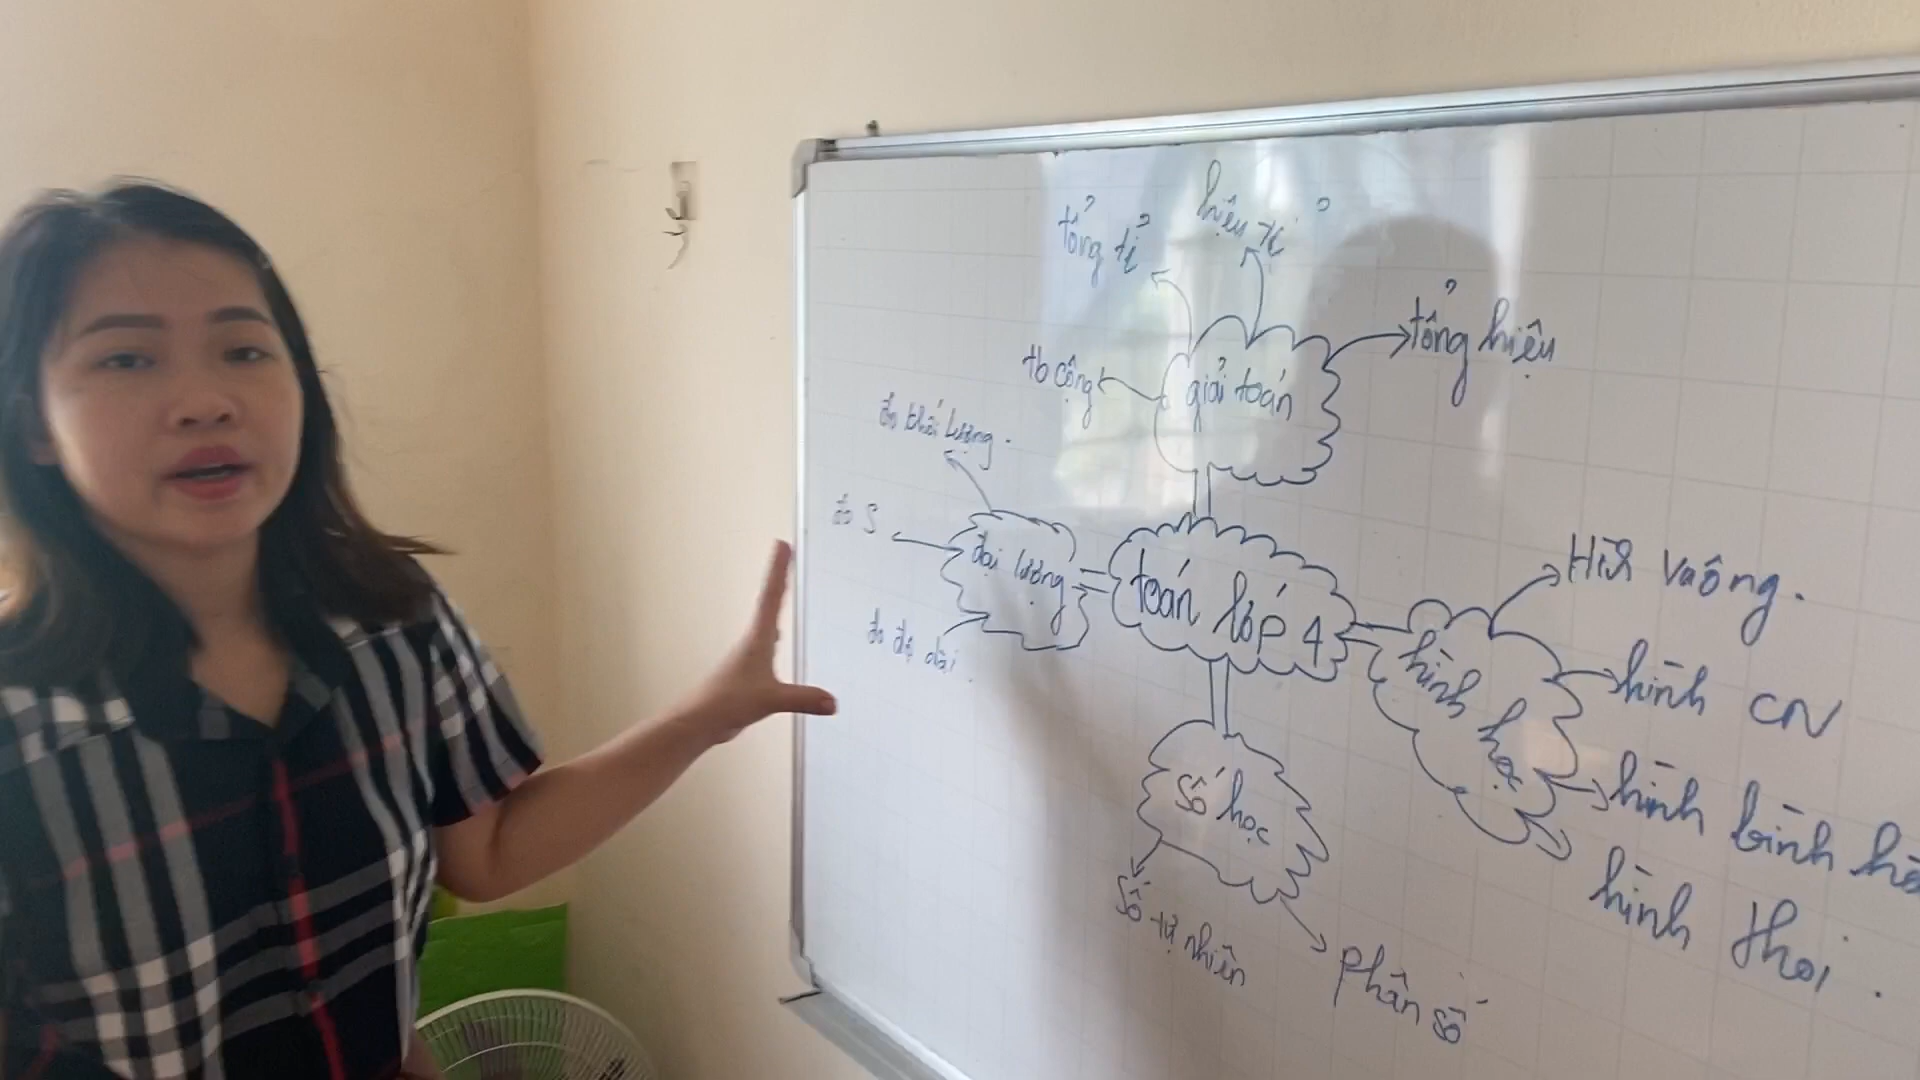 tổng tỉ
hiệu tỉ
tổng hiệu
tb cộng
giải toán
đo khối lượng.
đo S
đại lượng
đo độ dài
toán lớp 4
hình học
Hình vuông.
hình CN
hình bình
hình thoi.
số học
số tự nhiên
phân số